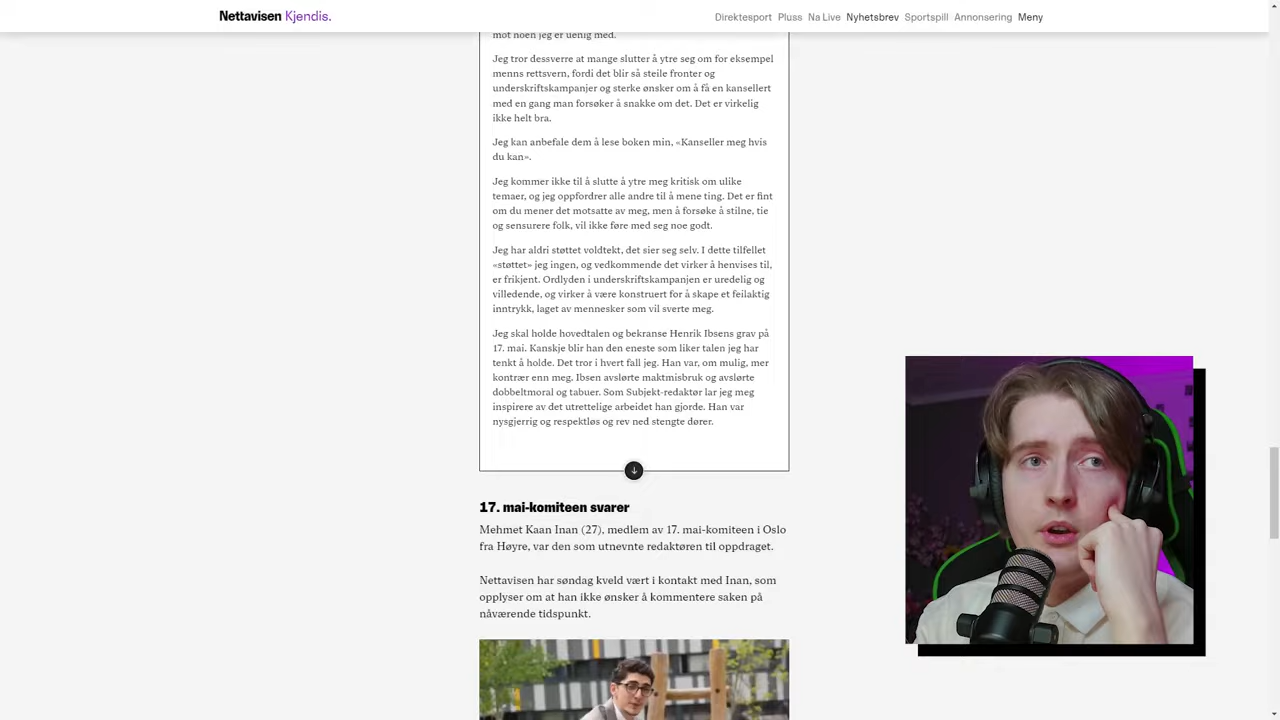 Nettavisen Kjendis.
Direktesport Pluss Na Live Nyhetsbrev Sportspill Annonsering Meny
mot noen jeg er uenig med.
Jeg tror dessverre at mange slutter å ytre seg om for eksempel
menns rettsvern, fordi det blir så steile fronter og
underskriftskampanjer og sterke ønsker om å få en kansellert
med en gang man forsøker å snakke om det. Det er virkelig
ikke helt bra.
Jeg kan anbefale dem å lese boken min, «Kanseller meg hvis
du kan».
Jeg kommer ikke til å slutte å ytre meg kritisk om ulike
temaer, og jeg oppfordrer alle andre til å mene ting. Det er fint
om du mener det motsatte av meg, men å forsøke å stilne, tie
og sensurere folk, vil ikke føre med seg noe godt.
Jeg har aldri støttet voldtekt, det sier seg selv. I dette tilfellet
«støttet» jeg ingen, og vedkommende det virker å henvises til,
er frikjent. Ordlyden i underskriftskampanjen er uredelig og
villedende, og virker å være konstruert for å skape et feilaktig
inntrykk, laget av mennesker som vil sverte meg.
Jeg skal holde hovedtalen og bekranse Henrik Ibsens grav på
17. mai. Kanskje blir han den eneste som liker talen jeg har
tenkt å holde. Det tror i hvert fall jeg. Han var, om mulig, mer
kontrær enn meg. Ibsen avslørte maktmisbruk og avslørte
dobbeltmoral og tabuer. Som Subjekt-redaktør lar jeg meg
inspirere av det utrettelige arbeidet han gjorde. Han var
nysgjerrig og respektløs og rev ned stengte dører.
17. mai-komiteen svarer
Mehmet Kaan Inan (27), medlem av 17. mai-komiteen i Oslo
fra Høyre, var den som utnevnte redaktøren til oppdraget.
Nettavisen har søndag kveld vært i kontakt med Inan, som
opplyser om at han ikke ønsker å kommentere saken på
nåværende tidspunkt.